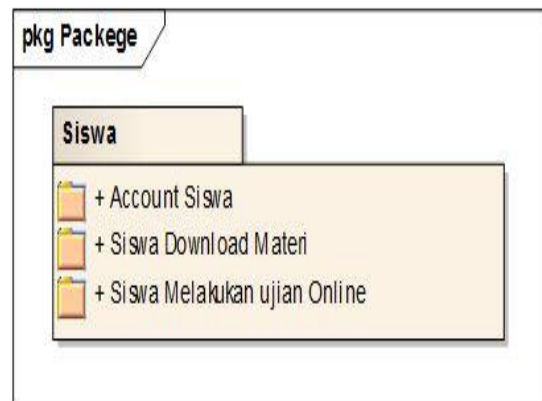 pkg Packege
Siswa
+ Account Siswa
+ Siswa Download Materi
+ Siswa Melakukan ujian Online